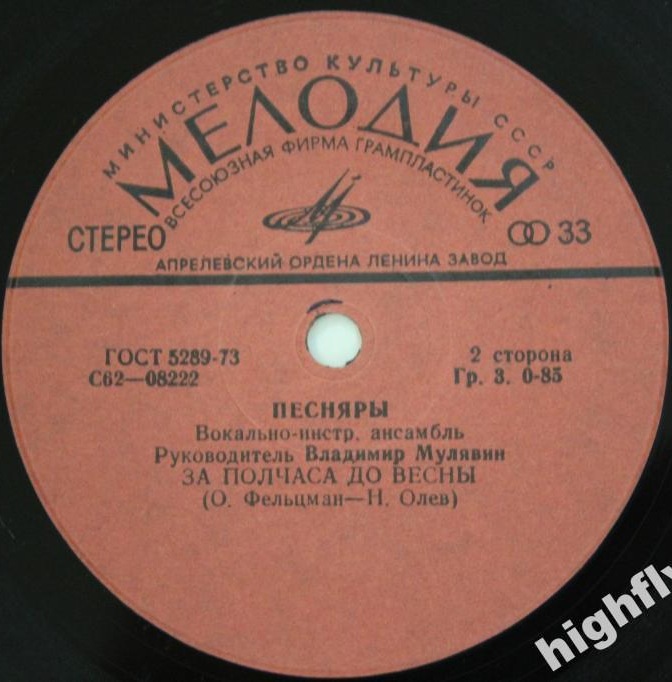 МИНИСТЕРСТВО КУЛЬТУРЫ СССР
МЕЛОДИЯ
ВСЕСОЮЗНАЯ ФИРМА ГРАМПЛАСТИНОК
СТЕРЕО
33
АПРЕЛЕВСКИЙ ОРДЕНА ЛЕНИНА ЗАВОД
ГОСТ 5289-73
2 сторона
С62—08222
Гр. 3. 0-85
ПЕСНЯРЫ
Вокально-инстр. ансамбль
Руководитель Владимир Мулявин
ЗА ПОЛЧАСА ДО ВЕСНЫ
(О. Фельцман—Н. Олев)
highfly